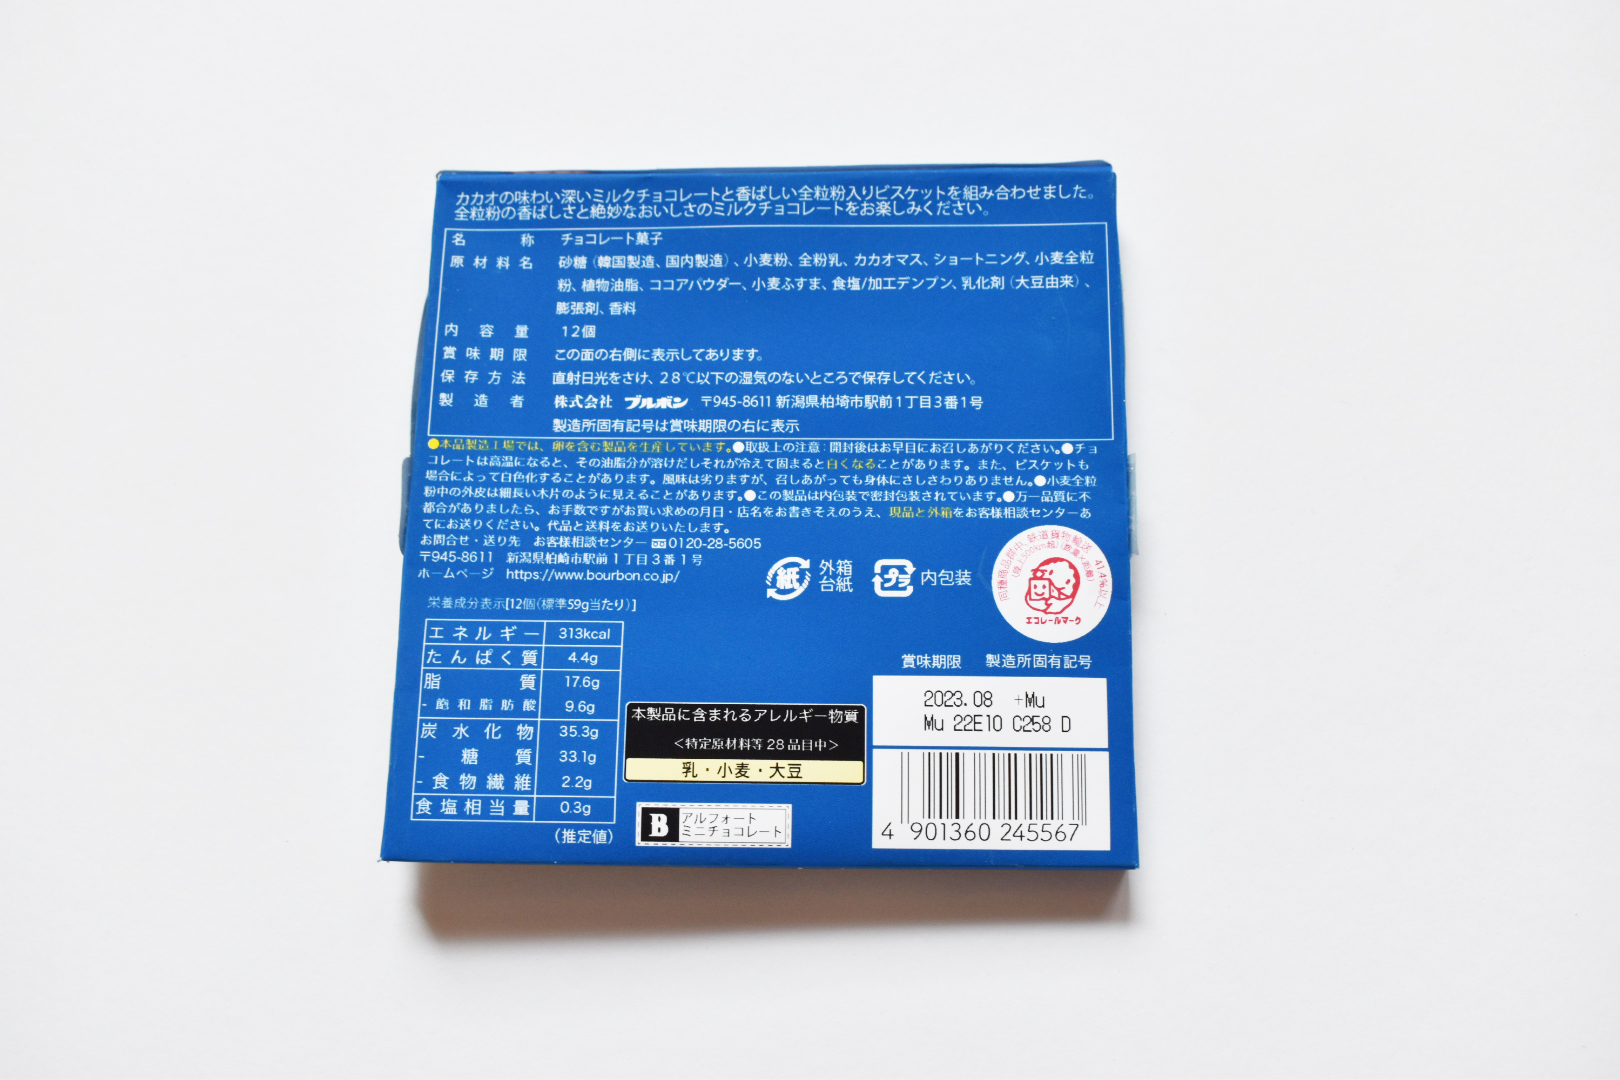 カカオの味わい深いミルクチョコレートと香ばしい全粒粉入りビスケットを組み合わせました。
全粒粉の香ばしさと絶妙なおいしさのミルクチョコレートをお楽しみください。
名称 チョコレート菓子
原材料名 砂糖（韓国製造、国内製造）、小麦粉、全粉乳、カカオマス、ショートニング、小麦全粒
粉、植物油脂、ココアパウダー、小麦ふすま、食塩/加工デンプン、乳化剤（大豆由来）、
膨張剤、香料
内容量 12個
賞味期限 この面の右側に表示してあります。
保存方法 直射日光をさけ、28℃以下の湿気のないところで保存してください。
製造者 株式会社 ブルボン 〒945-8611 新潟県柏埼市駅前1丁目3番1号
製造所固有記号は賞味期限の右に表示
●本品製造工場では、卵を含む製品を生産しています。●取扱上の注意：開封後はお早目にお召しあがりください。●チョ
コレートは高温になると、その油脂分が溶けだしそれが冷えて固まると白くなることがあります。また、ビスケットも
場合によって白色化することがあります。風味は劣りますが、召しあがっても身体にさしさわりありません。●小麦全粒
粉中の外皮は細長い木片のように見えることがあります。●この製品は内包装で密封包装されています。●万一品質に不
都合がありましたら、お手数ですがお買い求めの月日・店名をお書きそえのうえ、現品と外箱をお客様相談センターあ
てにお送りください。代品と送料をお送りいたします。
お問合せ・送り先 お客様相談センター 0120-28-5605
〒945-8611 新潟県柏崎市駅前1丁目3番1号
ホームページ https://www.bourbon.co.jp/
紙 外箱
台紙
プラ 内包装
エコレールマーク
栄養成分表示[12個(標準59g当たり)]
エネルギー 313kcal
たんぱく質 4.4g
脂質 17.6g
- 飽和脂肪酸 9.6g
炭水化物 35.3g
- 糖質 33.1g
- 食物繊維 2.2g
食塩相当量 0.3g
（推定値）
本製品に含まれるアレルギー物質
＜特定原材料等28品目中＞
乳・小麦・大豆
B アルフォート
ミニチョコレート
賞味期限 製造所固有記号
2023.08 +Mu
Mu 22E10 C258 D
4 901360 245567